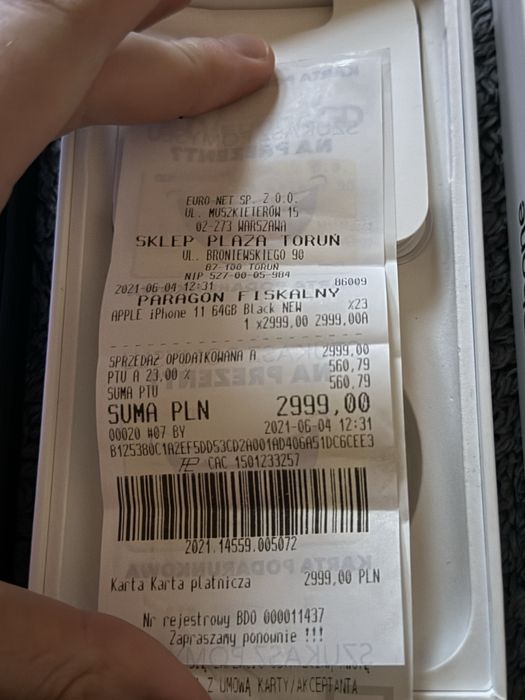 EURO-NET SP. Z O.O.
UL. MUSZKIETERÓW 15
02-273 WARSZAWA
SKLEP PLAZA TORUŃ
UL. BRONIEWSKIEGO 90
87-100 TORUŃ
NIP 527-00-05-984
2021-06-04 12:31 86009
PARAGON FISKALNY
APPLE iPhone 11 64GB Black NEW x23
1 x2999,00 2999,00A
SPRZEDAŻ OPODATKOWANA A 2999,00
PTU A 23,00 % 560,79
SUMA PTU 560,79
SUMA PLN 2999,00
00020 #07 BY 2021-06-04 12:31
B125380C1A2EF5DD53CD2A001AD406A51DC6CEE3
CAC 1501233257
2021.14559.005072
Karta Karta płatnicza 2999,00 PLN
Nr rejestrowy BDO 000011437
Zapraszamy ponownie !!!
Z UMOWĄ KARTY/AKCEPTANTA